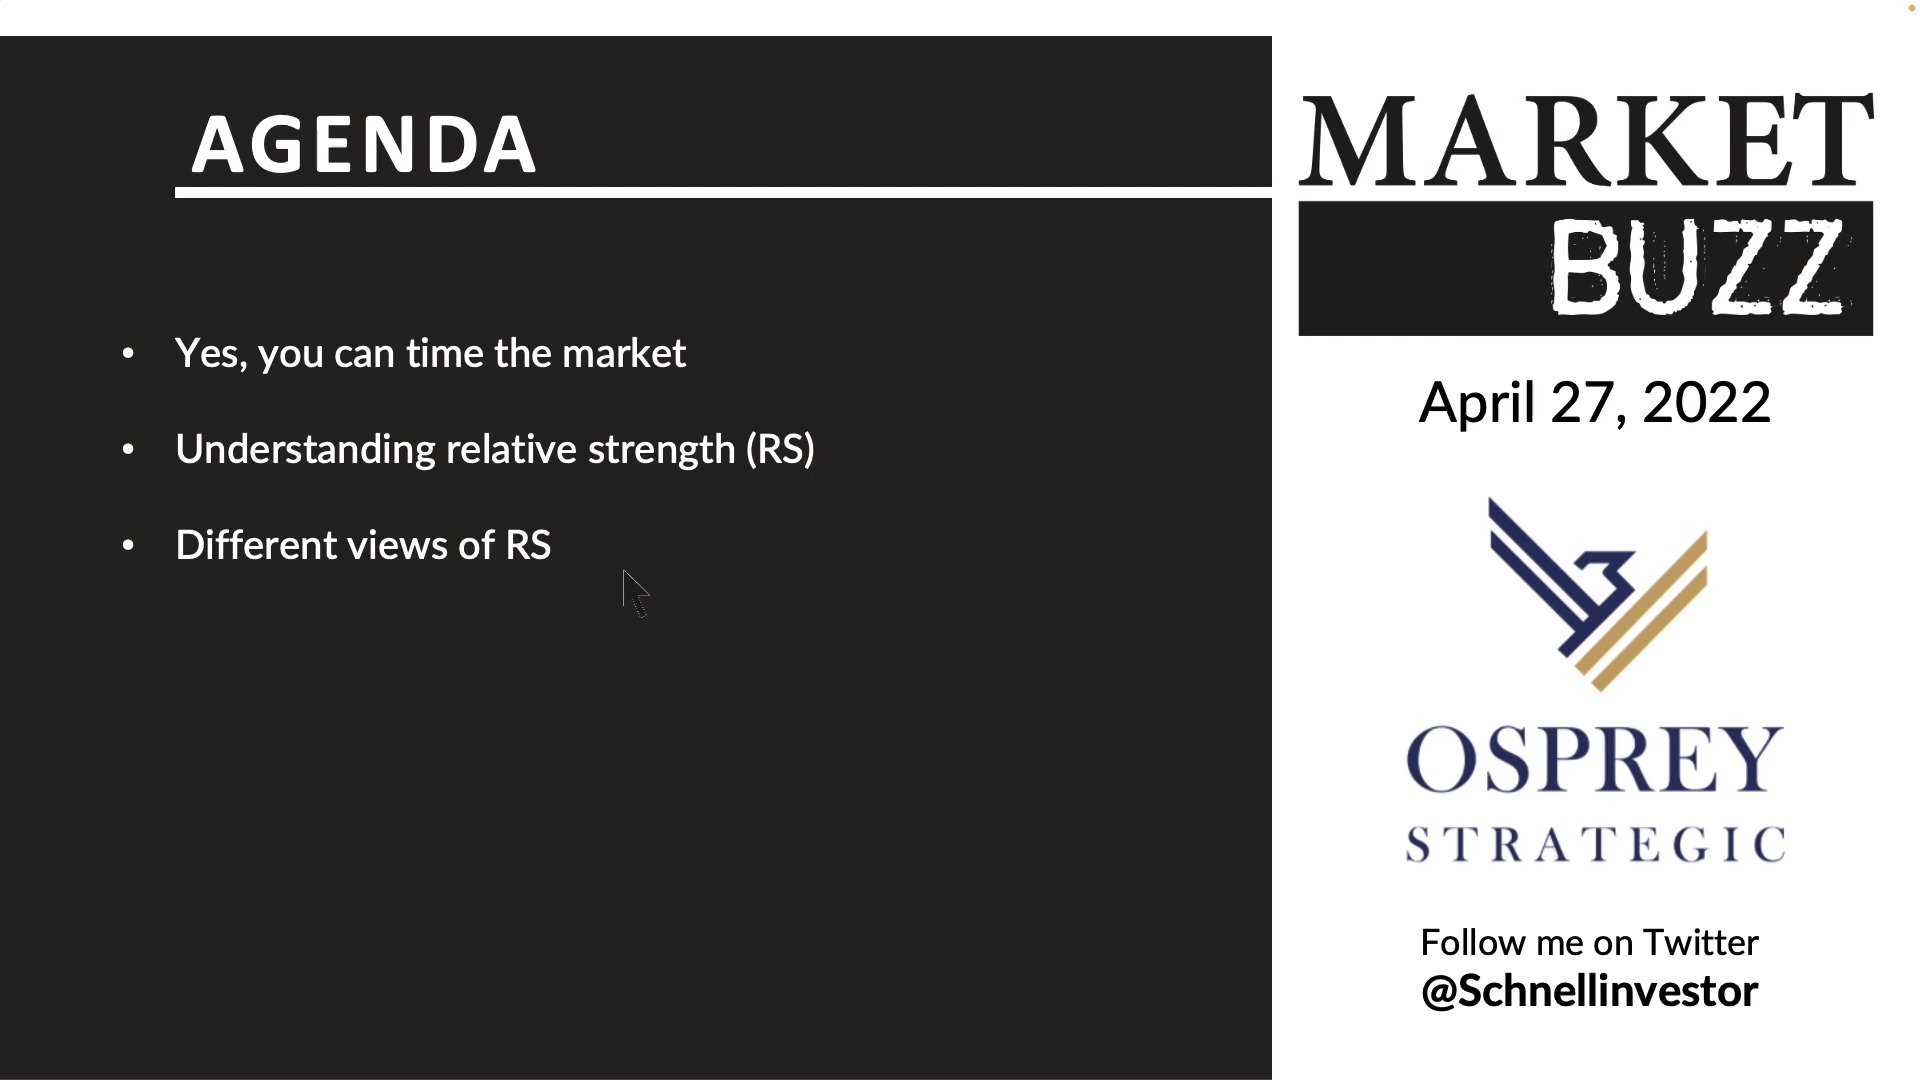 AGENDA
• Yes, you can time the market
• Understanding relative strength (RS)
• Different views of RS
MARKET
BUZZ
April 27, 2022
OSPREY
STRATEGIC
Follow me on Twitter
@Schnellinvestor